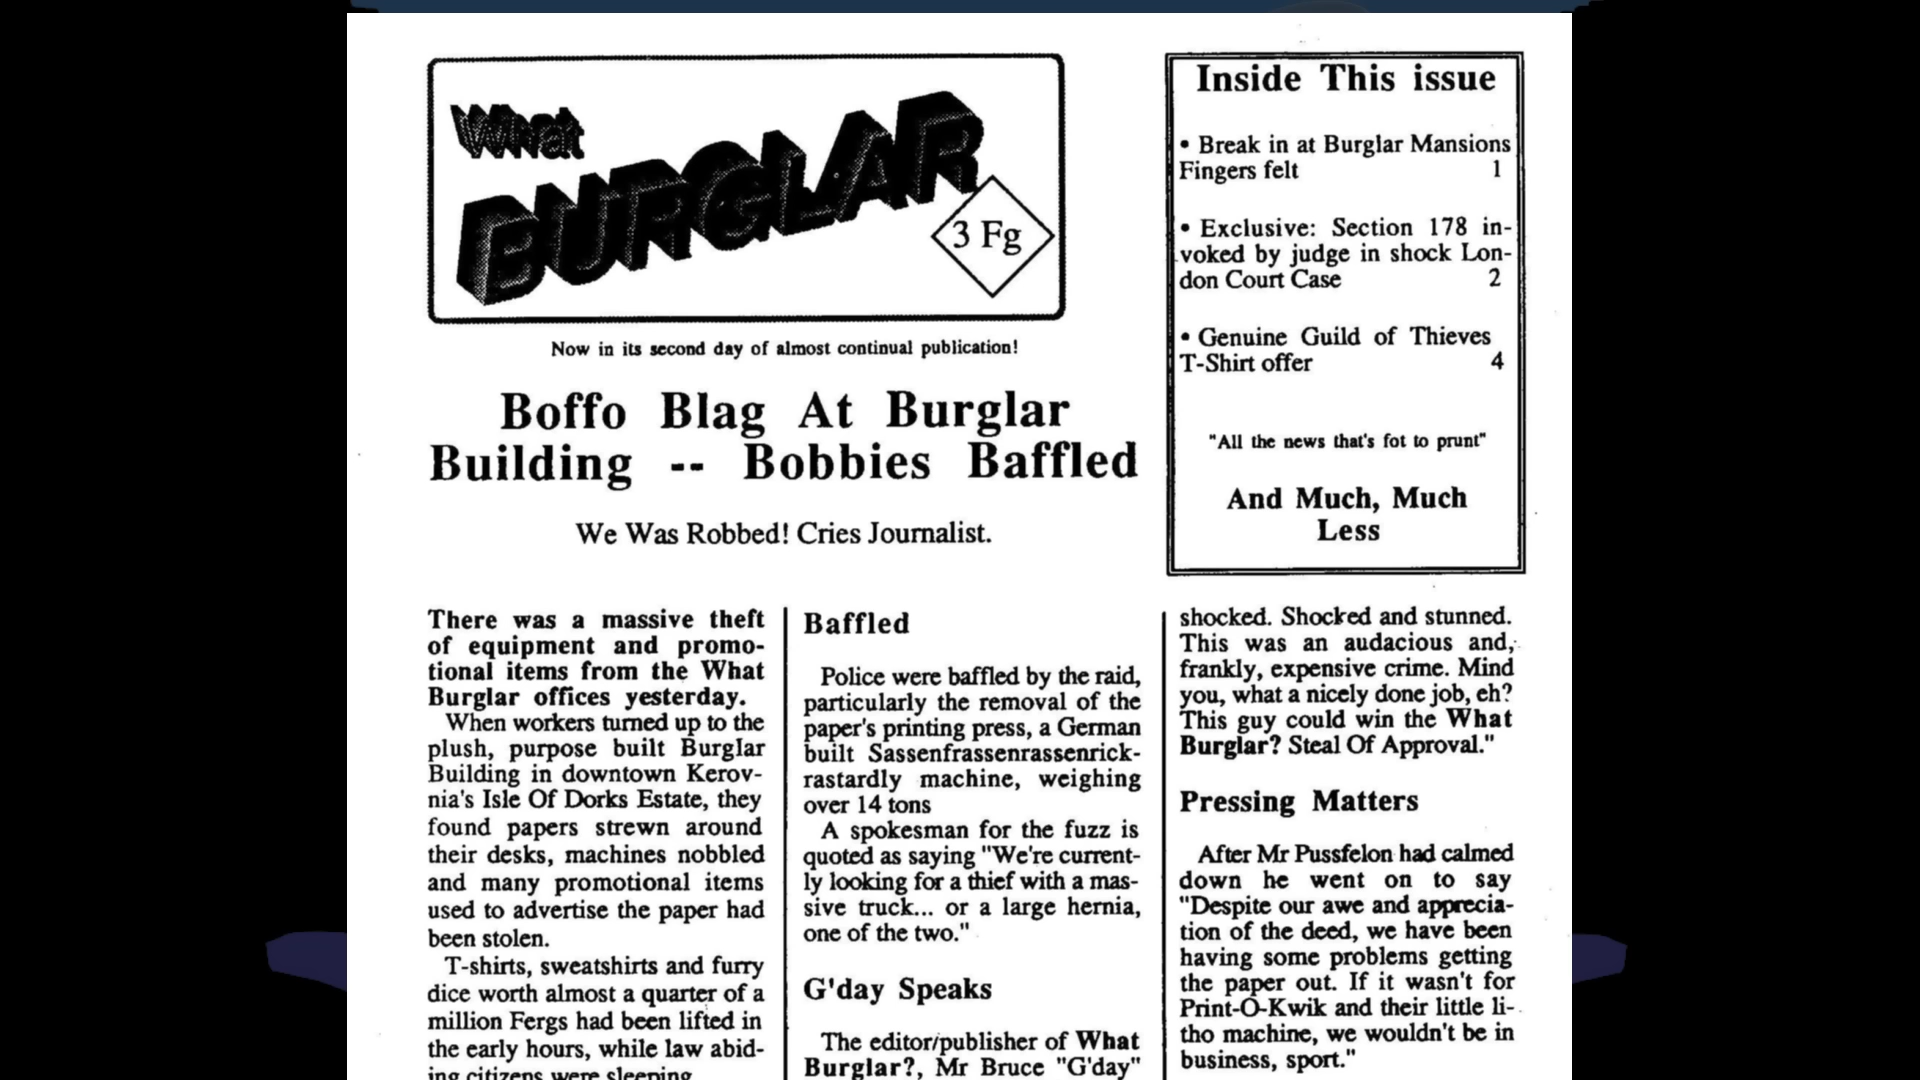 What
BURGLAR
3 Fg
Now in its second day of almost continual publication!
Boffo Blag At Burglar
Building -- Bobbies Baffled
We Was Robbed! Cries Journalist.
Inside This issue
• Break in at Burglar Mansions
Fingers felt 1
• Exclusive: Section 178 in-
voked by judge in shock Lon-
don Court Case 2
• Genuine Guild of Thieves
T-Shirt offer 4
"All the news that's fot to prunt"
And Much, Much
Less
There was a massive theft
of equipment and promo-
tional items from the What
Burglar offices yesterday.
When workers turned up to the
plush, purpose built Burglar
Building in downtown Kerov-
nia's Isle Of Dorks Estate, they
found papers strewn around
their desks, machines nobbled
and many promotional items
used to advertise the paper had
been stolen.
T-shirts, sweatshirts and furry
dice worth almost a quarter of a
million Fergs had been lifted in
the early hours, while law abid-
ing citizens were sleeping.
Baffled
Police were baffled by the raid,
particularly the removal of the
paper's printing press, a German
built Sassenfrassenrassenrick-
rastardly machine, weighing
over 14 tons
A spokesman for the fuzz is
quoted as saying "We're current-
ly looking for a thief with a mas-
sive truck... or a large hernia,
one of the two."
G'day Speaks
The editor/publisher of What
Burglar?, Mr Bruce "G'day"
shocked. Shocked and stunned.
This was an audacious and,
frankly, expensive crime. Mind
you, what a nicely done job, eh?
This guy could win the What
Burglar? Steal Of Approval."
Pressing Matters
After Mr Pussfelon had calmed
down he went on to say
"Despite our awe and apprecia-
tion of the deed, we have been
having some problems getting
the paper out. If it wasn't for
Print-O-Kwik and their little li-
tho machine, we wouldn't be in
business, sport."